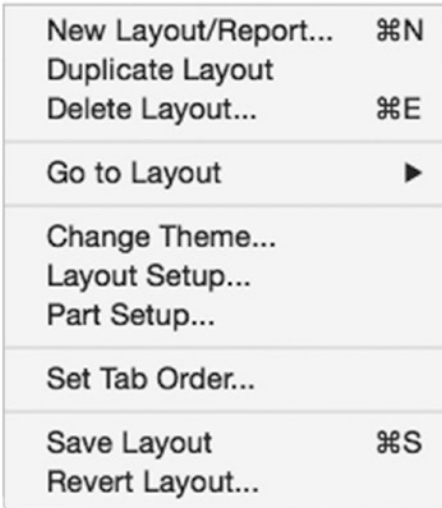 New Layout/Report... ⌘N
Duplicate Layout
Delete Layout... ⌘E
Go to Layout ▶
Change Theme...
Layout Setup...
Part Setup...
Set Tab Order...
Save Layout ⌘S
Revert Layout...